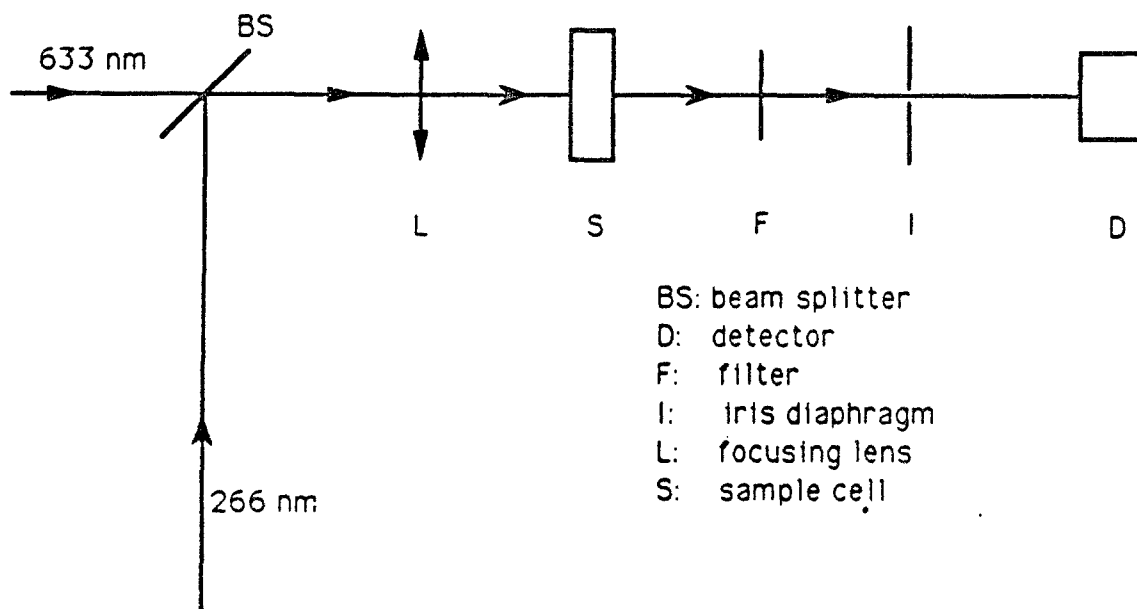 BS
633 nm
L S F I D
BS: beam splitter
D: detector
F: filter
I: iris diaphragm
L: focusing lens
S: sample cell
266 nm